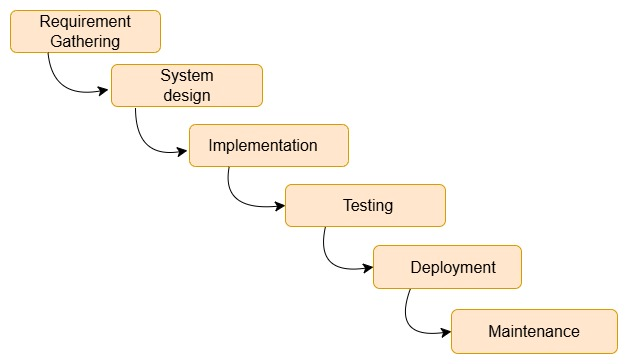 Requirement
Gathering
System
design
Implementation
Testing
Deployment
Maintenance